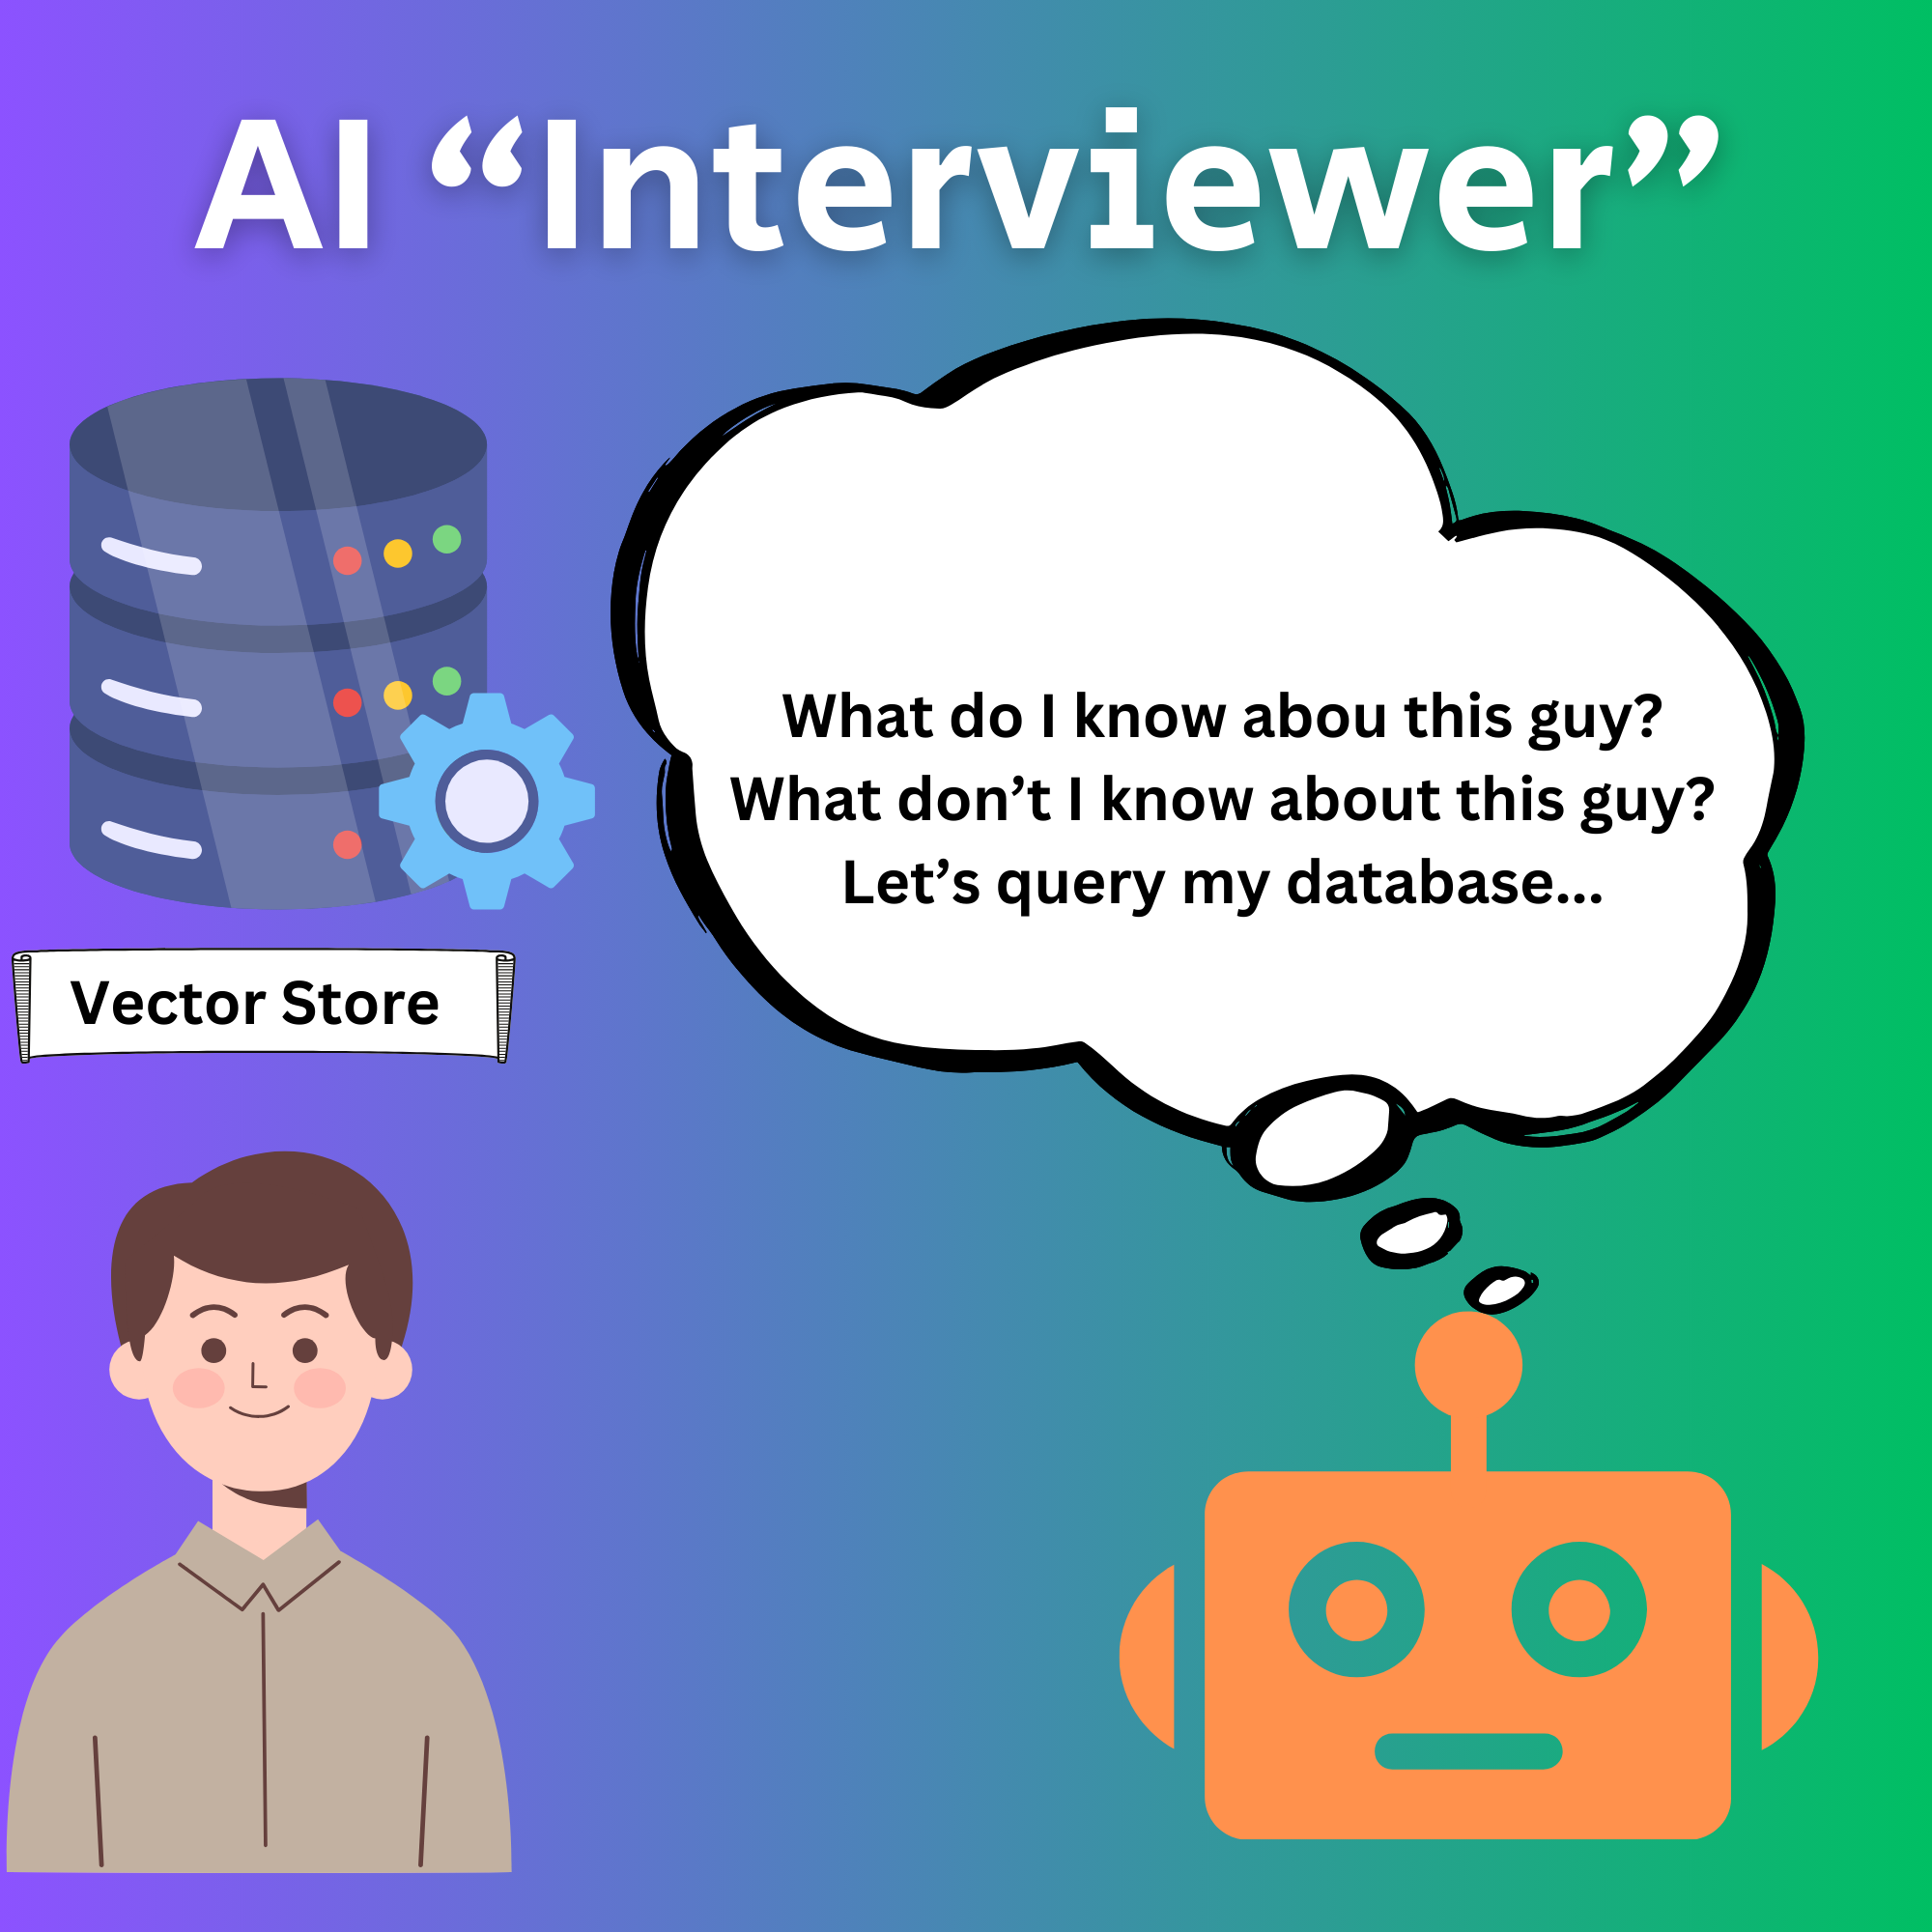 AI “Interviewer”
What do I know abou this guy?
What don’t I know about this guy?
Let’s query my database...
Vector Store